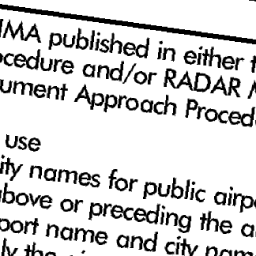 IMA published in either
ocedure and/or RADAR
ument Approach Proced
use
ity names for public airp
above or preceding the a
port name and city nam
ly the